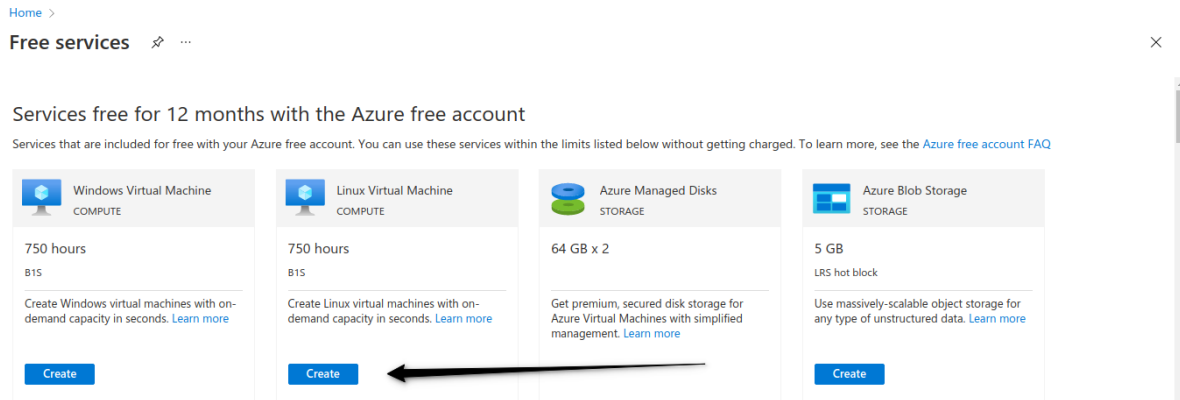 Home >
Free services ...
Services free for 12 months with the Azure free account
Services that are included for free with your Azure free account. You can use these services within the limits listed below without getting charged. To learn more, see the Azure free account FAQ
Windows Virtual Machine
COMPUTE
750 hours
B1S
Create Windows virtual machines with on-
demand capacity in seconds. Learn more
Create
Linux Virtual Machine
COMPUTE
750 hours
B1S
Create Linux virtual machines with on-
demand capacity in seconds. Learn more
Create
Azure Managed Disks
STORAGE
64 GB x 2
Get premium, secured disk storage for
Azure Virtual Machines with simplified
management. Learn more
Azure Blob Storage
STORAGE
5 GB
LRS hot block
Use massively-scalable object storage for
any type of unstructured data. Learn more
Create